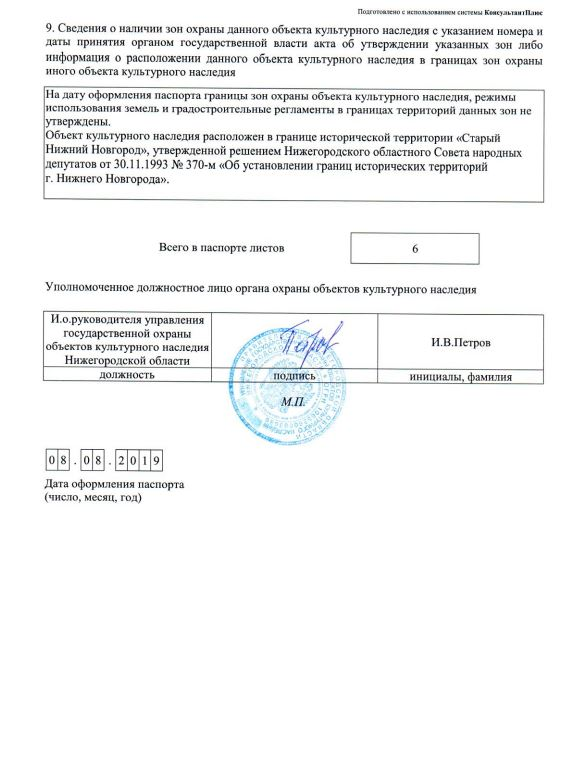 Подготовлено с использованием системы КонсультантПлюс
9. Сведения о наличии зон охраны данного объекта культурного наследия с указанием номера и
даты принятия органом государственной власти акта об утверждении указанных зон либо
информация о расположении данного объекта культурного наследия в границах зон охраны
иного объекта культурного наследия
На дату оформления паспорта границы зон охраны объекта культурного наследия, режимы
использования земель и градостроительные регламенты в границах территорий данных зон не
утверждены.
Объект культурного наследия расположен в границе исторической территории «Старый
Нижний Новгород», утвержденной решением Нижегородского областного Совета народных
депутатов от 30.11.1993 № 370-м «Об установлении границ исторических территорий
г. Нижнего Новгорода».
Всего в паспорте листов 6
Уполномоченное должностное лицо органа охраны объектов культурного наследия
И.о.руководителя управления
государственной охраны
объектов культурного наследия
Нижегородской области
Петров
И.В.Петров
должность подпись инициалы, фамилия
М.П.
08.08.2019
Дата оформления паспорта
(число, месяц, год)